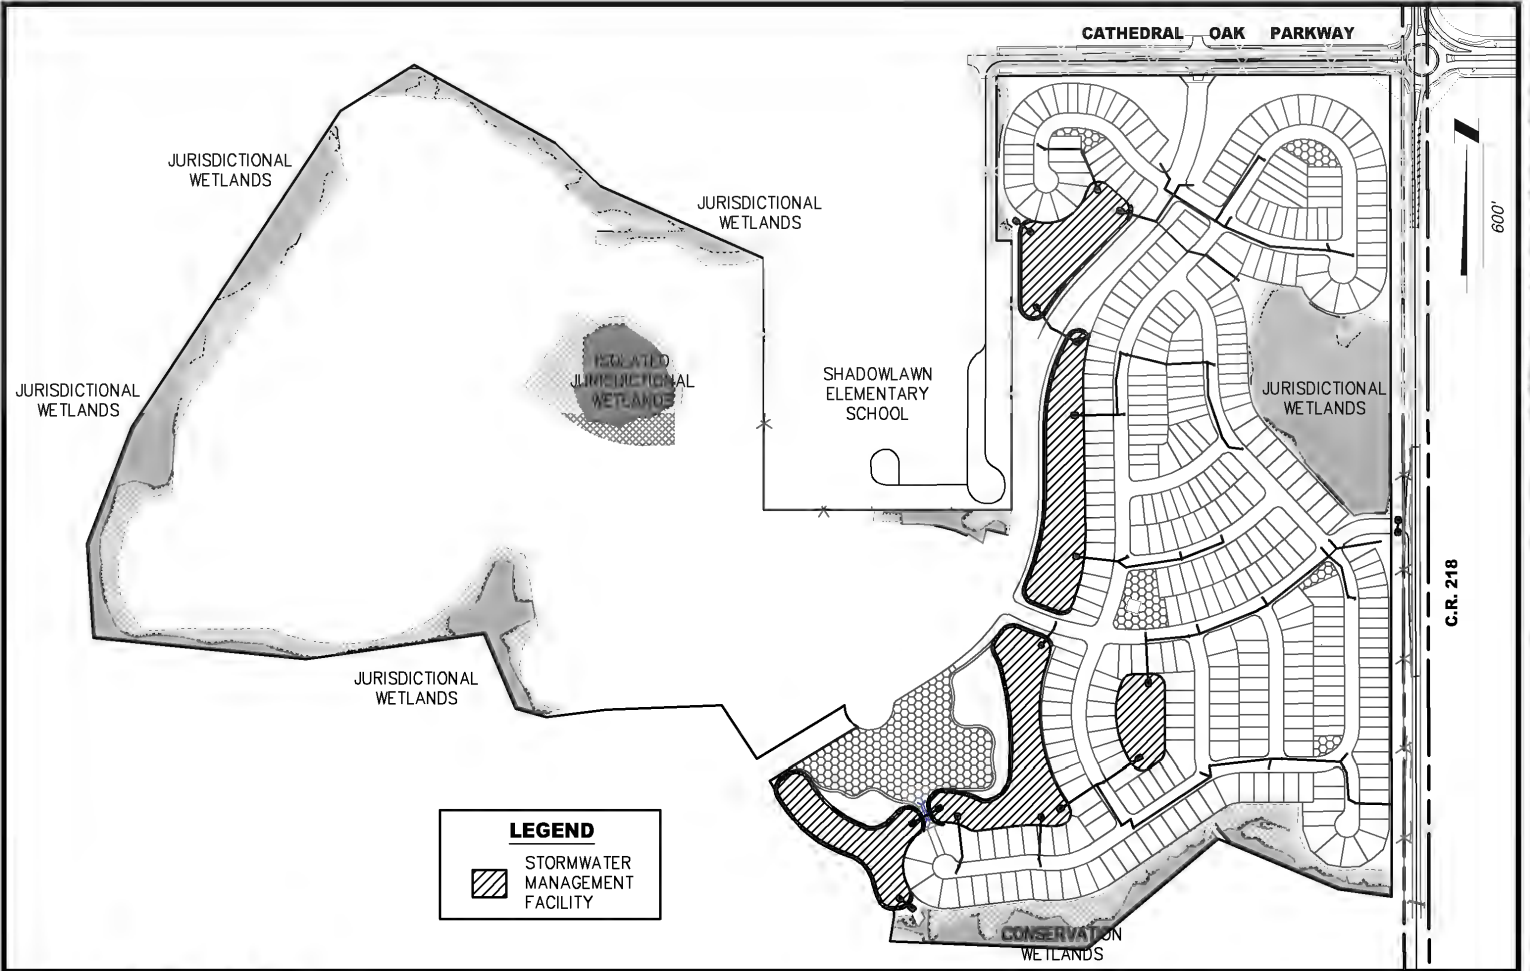 CATHEDRAL OAK PARKWAY
JURISDICTIONAL
WETLANDS
JURISDICTIONAL
WETLANDS
600'
ISOLATED
JURISDICTIONAL
WETLANDS
SHADOWLAWN
ELEMENTARY
SCHOOL
JURISDICTIONAL
WETLANDS
JURISDICTIONAL
WETLANDS
C.R. 218
JURISDICTIONAL
WETLANDS
LEGEND
STORMWATER
MANAGEMENT
FACILITY
CONSERVATION
WETLANDS